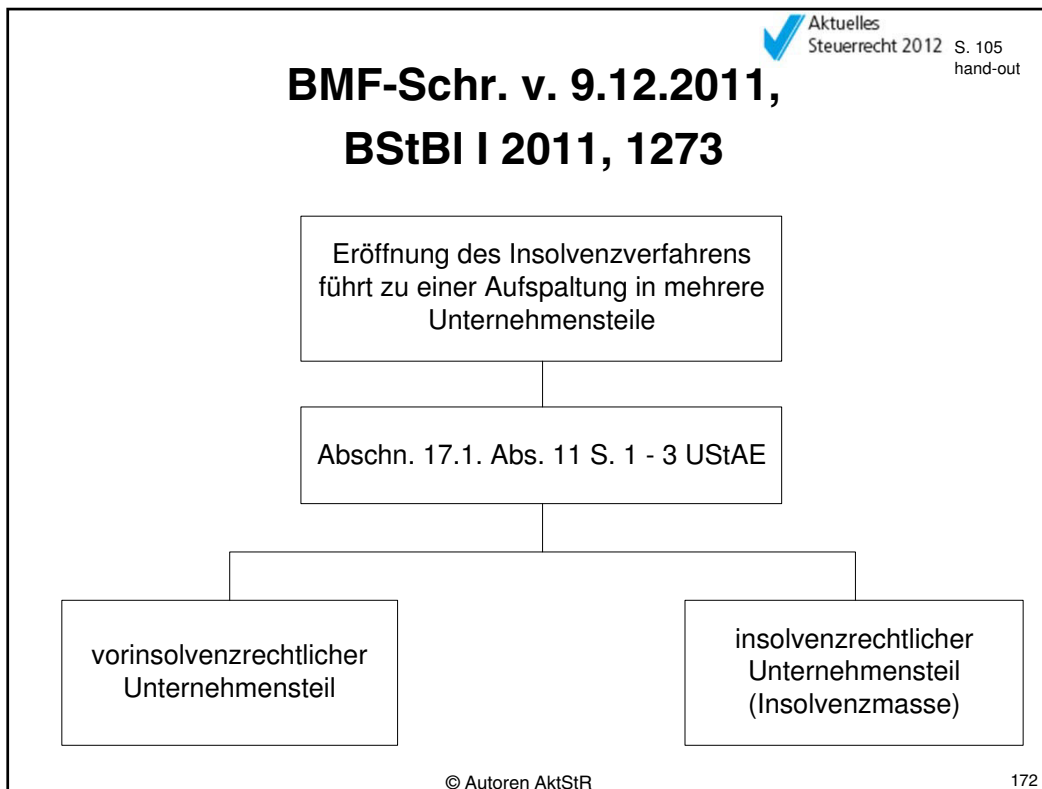 Aktuelles
Steuerrecht 2012
S. 105
hand-out
BMF-Schr. v. 9.12.2011,
BStBl I 2011, 1273
Eröffnung des Insolvenzverfahrens
führt zu einer Aufspaltung in mehrere
Unternehmensteile
Abschn. 17.1. Abs. 11 S. 1 - 3 UStAE
vorinsolvenzrechtlicher
Unternehmensteil
insolvenzrechtlicher
Unternehmensteil
(Insolvenzmasse)
© Autoren AktStR
172